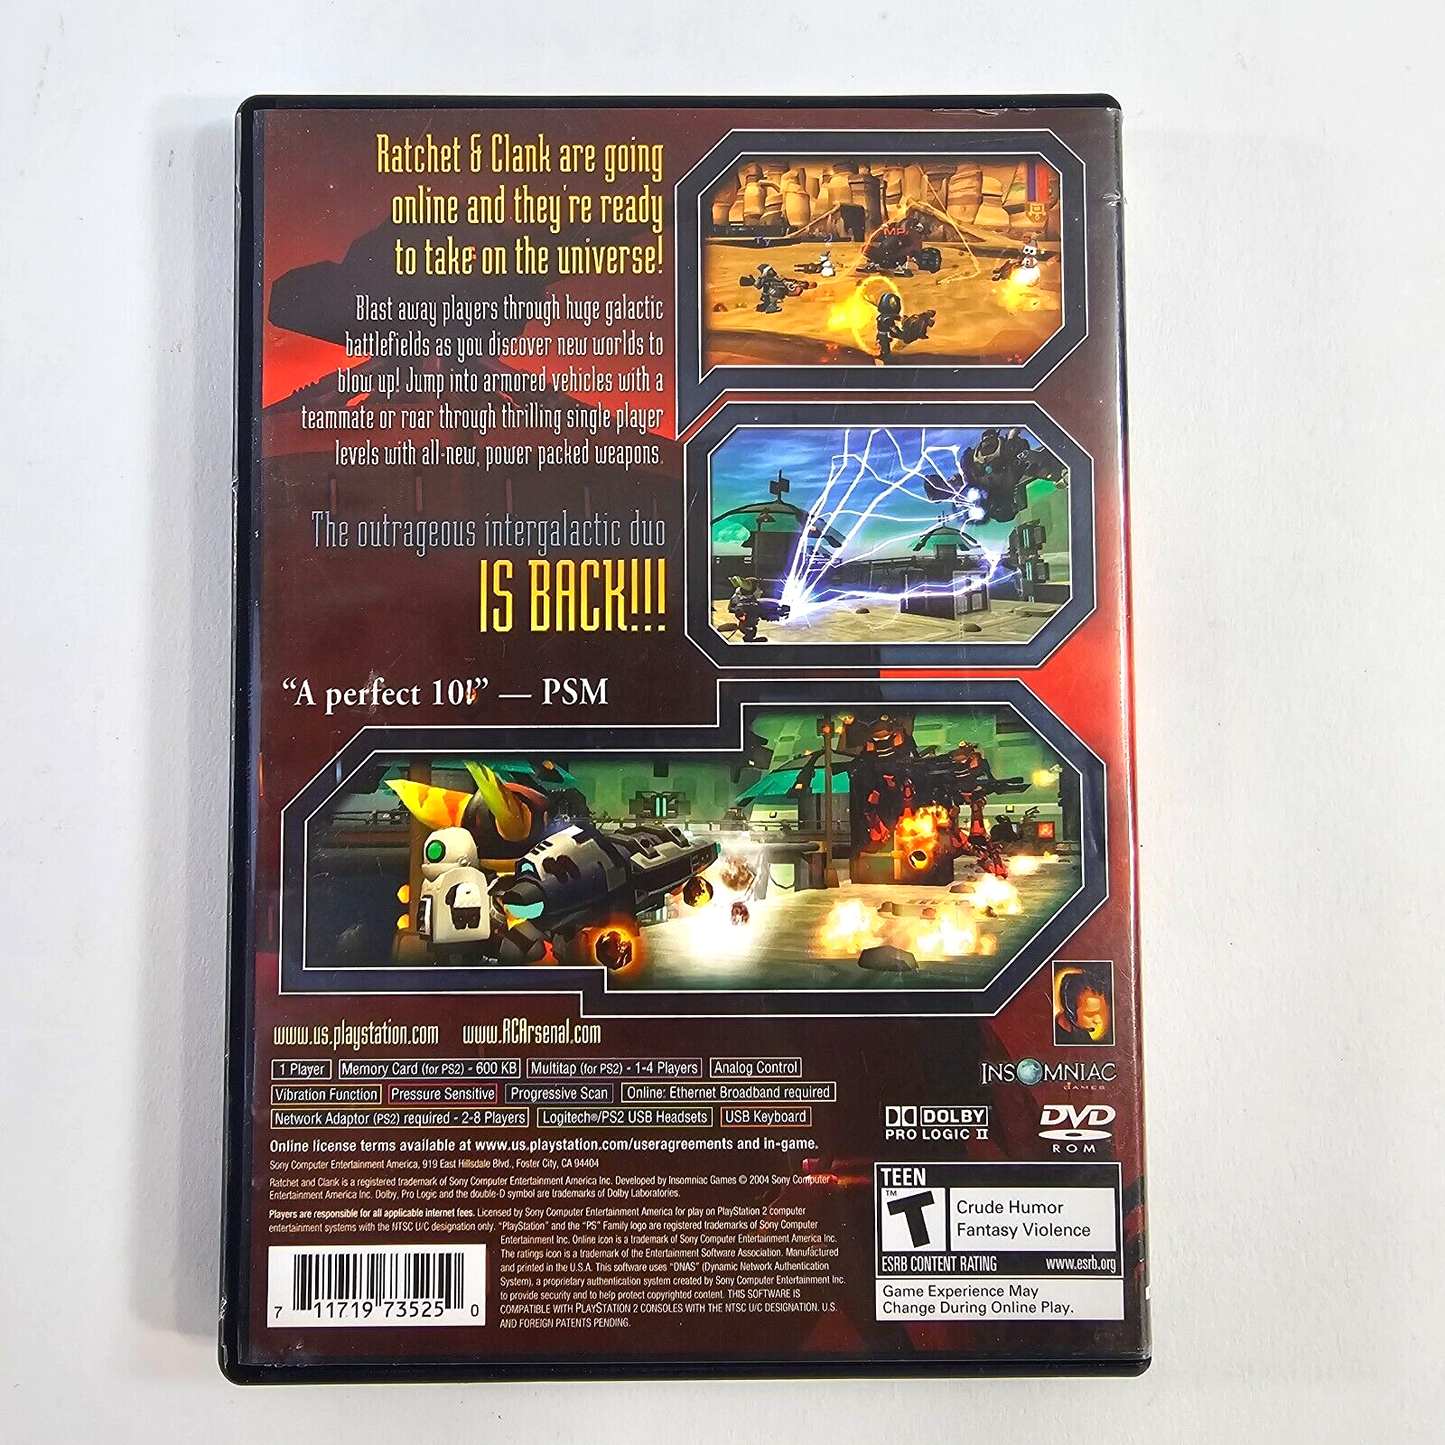 Ratchet & Clank are going
online and they're ready
to take on the universe!
Blast away players through huge galactic
battlefields as you discover new worlds to
blow up! Jump into armored vehicles with a
teammate or roar through thrilling single player
levels with all-new, power packed weapons.
The outrageous intergalactic duo
IS BACK!!!
“A perfect 10!” — PSM
www.us.playstation.com www.RCArsenal.com
1 Player Memory Card (for PS2) - 600 KB Multitap (for PS2) - 1-4 Players Analog Control
Vibration Function Pressure Sensitive Progressive Scan Online: Ethernet Broadband required
Network Adaptor (PS2) required - 2-8 Players Logitech®/PS2 USB Headsets USB Keyboard
Online license terms available at www.us.playstation.com/useragreements and in-game.
Sony Computer Entertainment America, 919 East Hillsdale Blvd., Foster City, CA 94404
Ratchet and Clank is a registered trademark of Sony Computer Entertainment America Inc. Developed by Insomniac Games © 2004 Sony Computer
Entertainment America Inc. Dolby, Pro Logic and the double-D symbol are trademarks of Dolby Laboratories.
Players are responsible for all applicable internet fees. Licensed by Sony Computer Entertainment America for play on PlayStation 2 computer
entertainment systems with the NTSC U/C designation only. "PlayStation" and the "PS" Family logo are registered trademarks of Sony Computer
Entertainment Inc. Online icon is a trademark of Sony Computer Entertainment America Inc.
The ratings icon is a trademark of the Entertainment Software Association. Manufactured
and printed in the U.S.A. This software uses "DNAS" (Dynamic Network Authentication
System), a proprietary authentication system created by Sony Computer Entertainment Inc.
to provide security and to help protect copyrighted content. THIS SOFTWARE IS
COMPATIBLE WITH PLAYSTATION 2 CONSOLES WITH THE NTSC U/C DESIGNATION. U.S.
AND FOREIGN PATENTS PENDING.
7 11719 73525 0
INSOMNIAC
GAMES
DOLBY
PRO LOGIC II
DVD
ROM
TEEN
T
TM
Crude Humor
Fantasy Violence
ESRB CONTENT RATING www.esrb.org
Game Experience May
Change During Online Play.